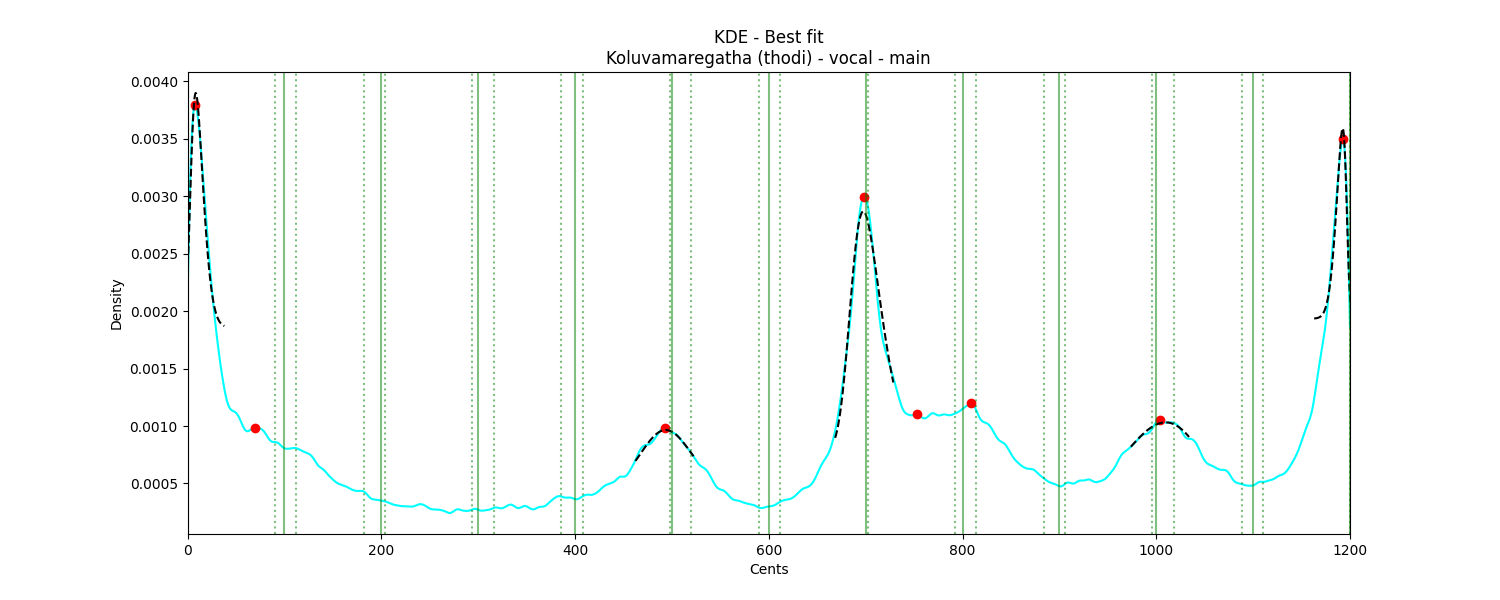 KDE - Best fit
Koluvamaregatha (thodi) - vocal - main
0.0040
0.0035
0.0030
0.0025
0.0020
0.0015
0.0010
0.0005
Density
0 200 400 600 800 1000 1200
Cents